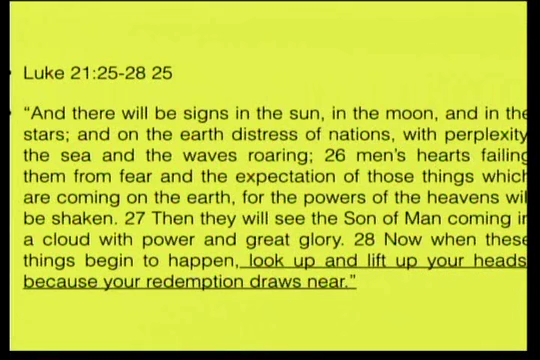 Luke 21:25-28 25
“And there will be signs in the sun, in the moon, and in the
stars; and on the earth distress of nations, with perplexity
the sea and the waves roaring; 26 men’s hearts failing
them from fear and the expectation of those things which
are coming on the earth, for the powers of the heavens wil
be shaken. 27 Then they will see the Son of Man coming in
a cloud with power and great glory. 28 Now when these
things begin to happen, look up and lift up your heads
because your redemption draws near.”